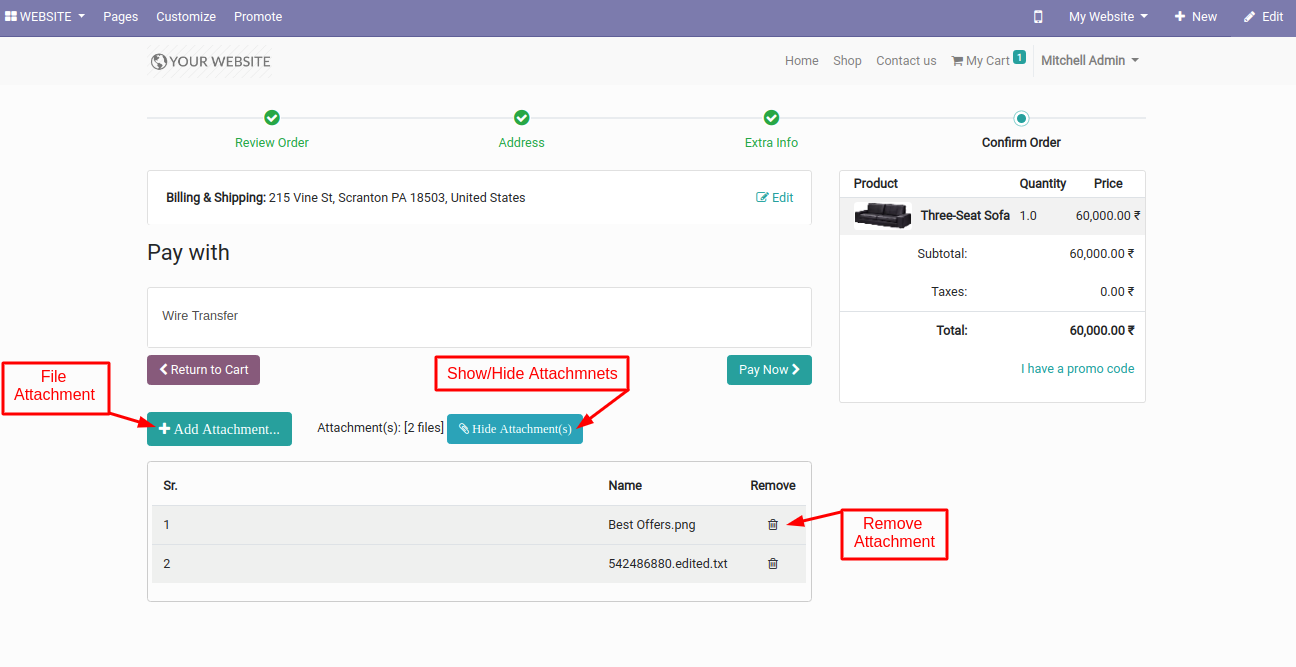 WEBSITE Pages Customize Promote My Website New Edit
YOUR WEBSITE Home Shop Contact us My Cart 1 Mitchell Admin
Review Order Address Extra Info Confirm Order
Billing & Shipping: 215 Vine St, Scranton PA 18503, United States Edit
Pay with
Wire Transfer
Return to Cart Pay Now
File
Attachment
Show/Hide Attachmnets
Add Attachment... Attachment(s): [2 files] Hide Attachment(s)
Sr. Name Remove
1 Best Offers.png
2 542486880.edited.txt
Remove
Attachment
Product Quantity Price
Three-Seat Sofa 1.0 60,000.00 ₹
Subtotal: 60,000.00 ₹
Taxes: 0.00 ₹
Total: 60,000.00 ₹
I have a promo code